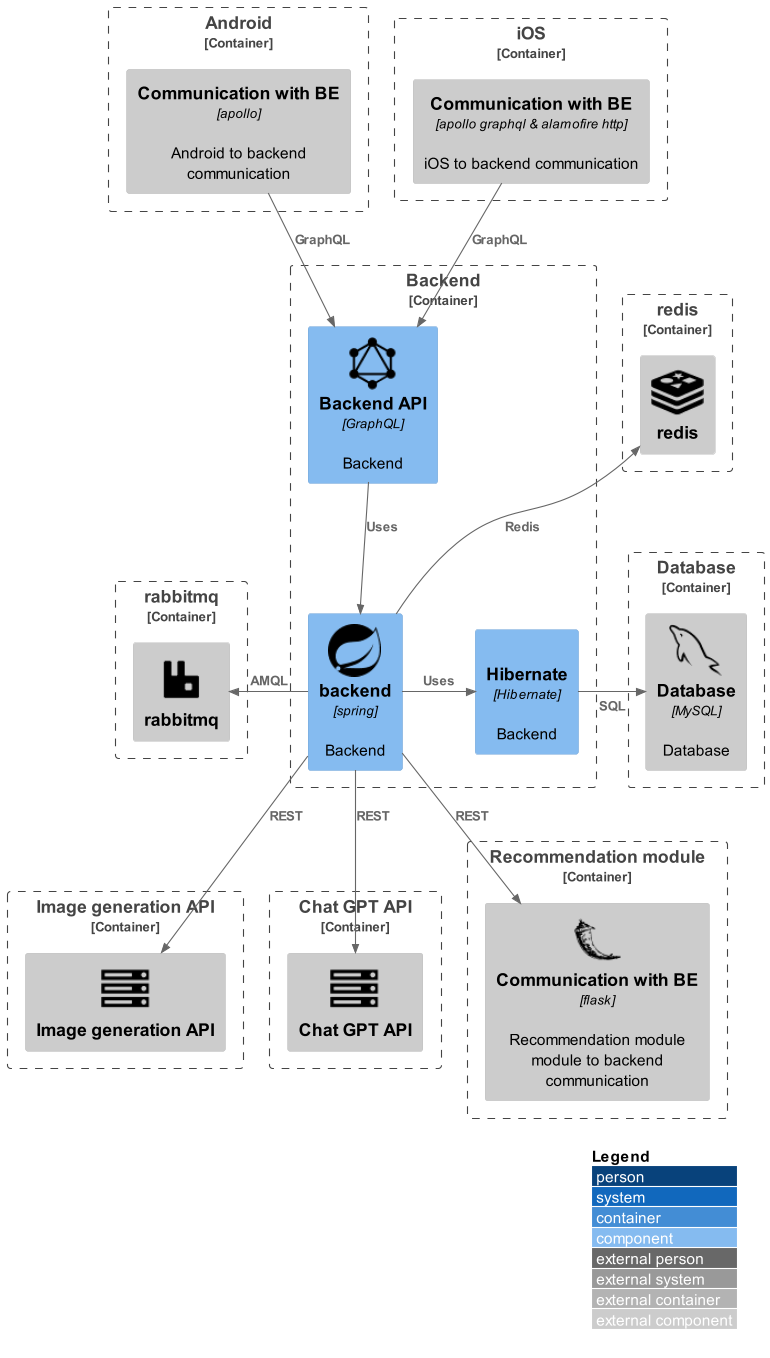 Android
[Container]
Communication with BE
[apollo]
Android to backend
communication
iOS
[Container]
Communication with BE
[apollo graphql & alamofire http]
iOS to backend communication
GraphQL
GraphQL
Backend
[Container]
Backend API
[GraphQL]
Backend
redis
[Container]
redis
Uses
Redis
rabbitmq
[Container]
rabbitmq
AMQL
backend
[spring]
Backend
Uses
Hibernate
[Hibernate]
Backend
SQL
Database
[Container]
Database
[MySQL]
Database
REST
REST
REST
Image generation API
[Container]
Image generation API
Chat GPT API
[Container]
Chat GPT API
Recommendation module
[Container]
Communication with BE
[flask]
Recommendation module
module to backend
communication
Legend
person
system
container
component
external person
external system
external container
external component